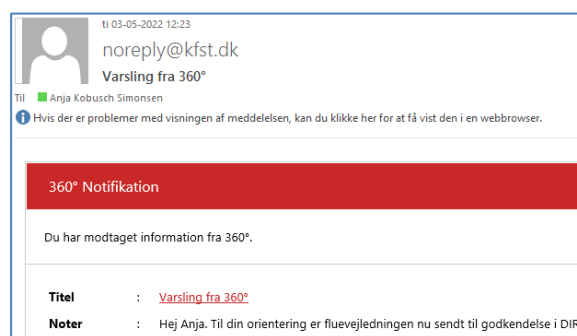 ti 03-05-2022 12:23
noreply@kfst.dk
Varsling fra 360°
Til Anja Kobusch Simonsen
Hvis der er problemer med visningen af meddelelsen, kan du klikke her for at få vist den i en webbrowser.
360° Notifikation
Du har modtaget information fra 360°.
Titel : Varsling fra 360°
Noter : Hej Anja. Til din orientering er fluevejledningen nu sendt til godkendelse i DIR